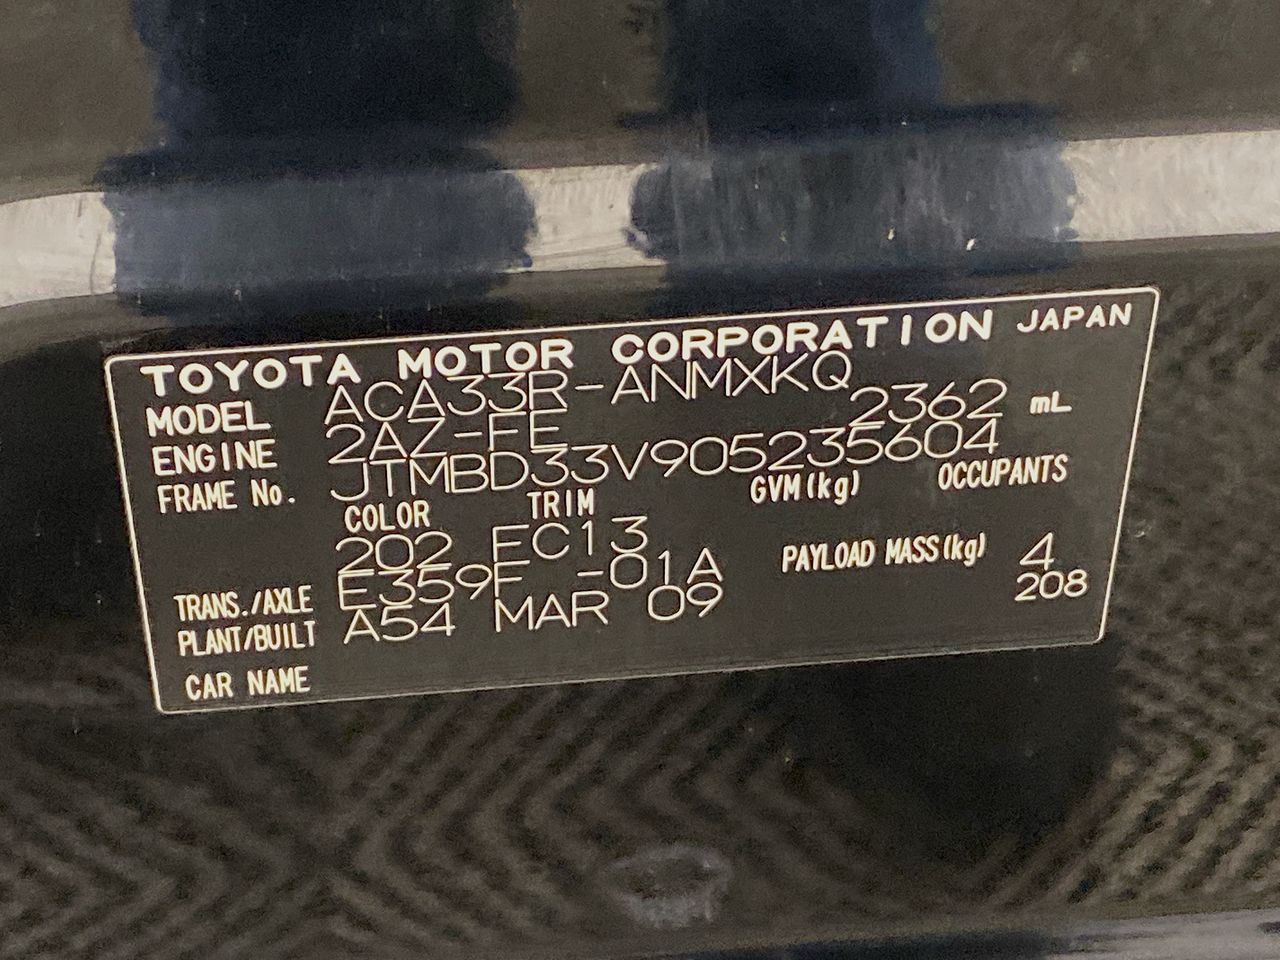 TOYOTA MOTOR CORPORATION JAPAN
MODEL ACA33R-ANMXKQ
ENGINE 2AZ-FE 2362 mL
FRAME No. JTMBD33V905235604
COLOR TRIM GVM(kg) OCCUPANTS
202 FC13
TRANS./AXLE E359F -01A PAYLOAD MASS(kg) 4
PLANT/BUILT A54 MAR 09 208
CAR NAME